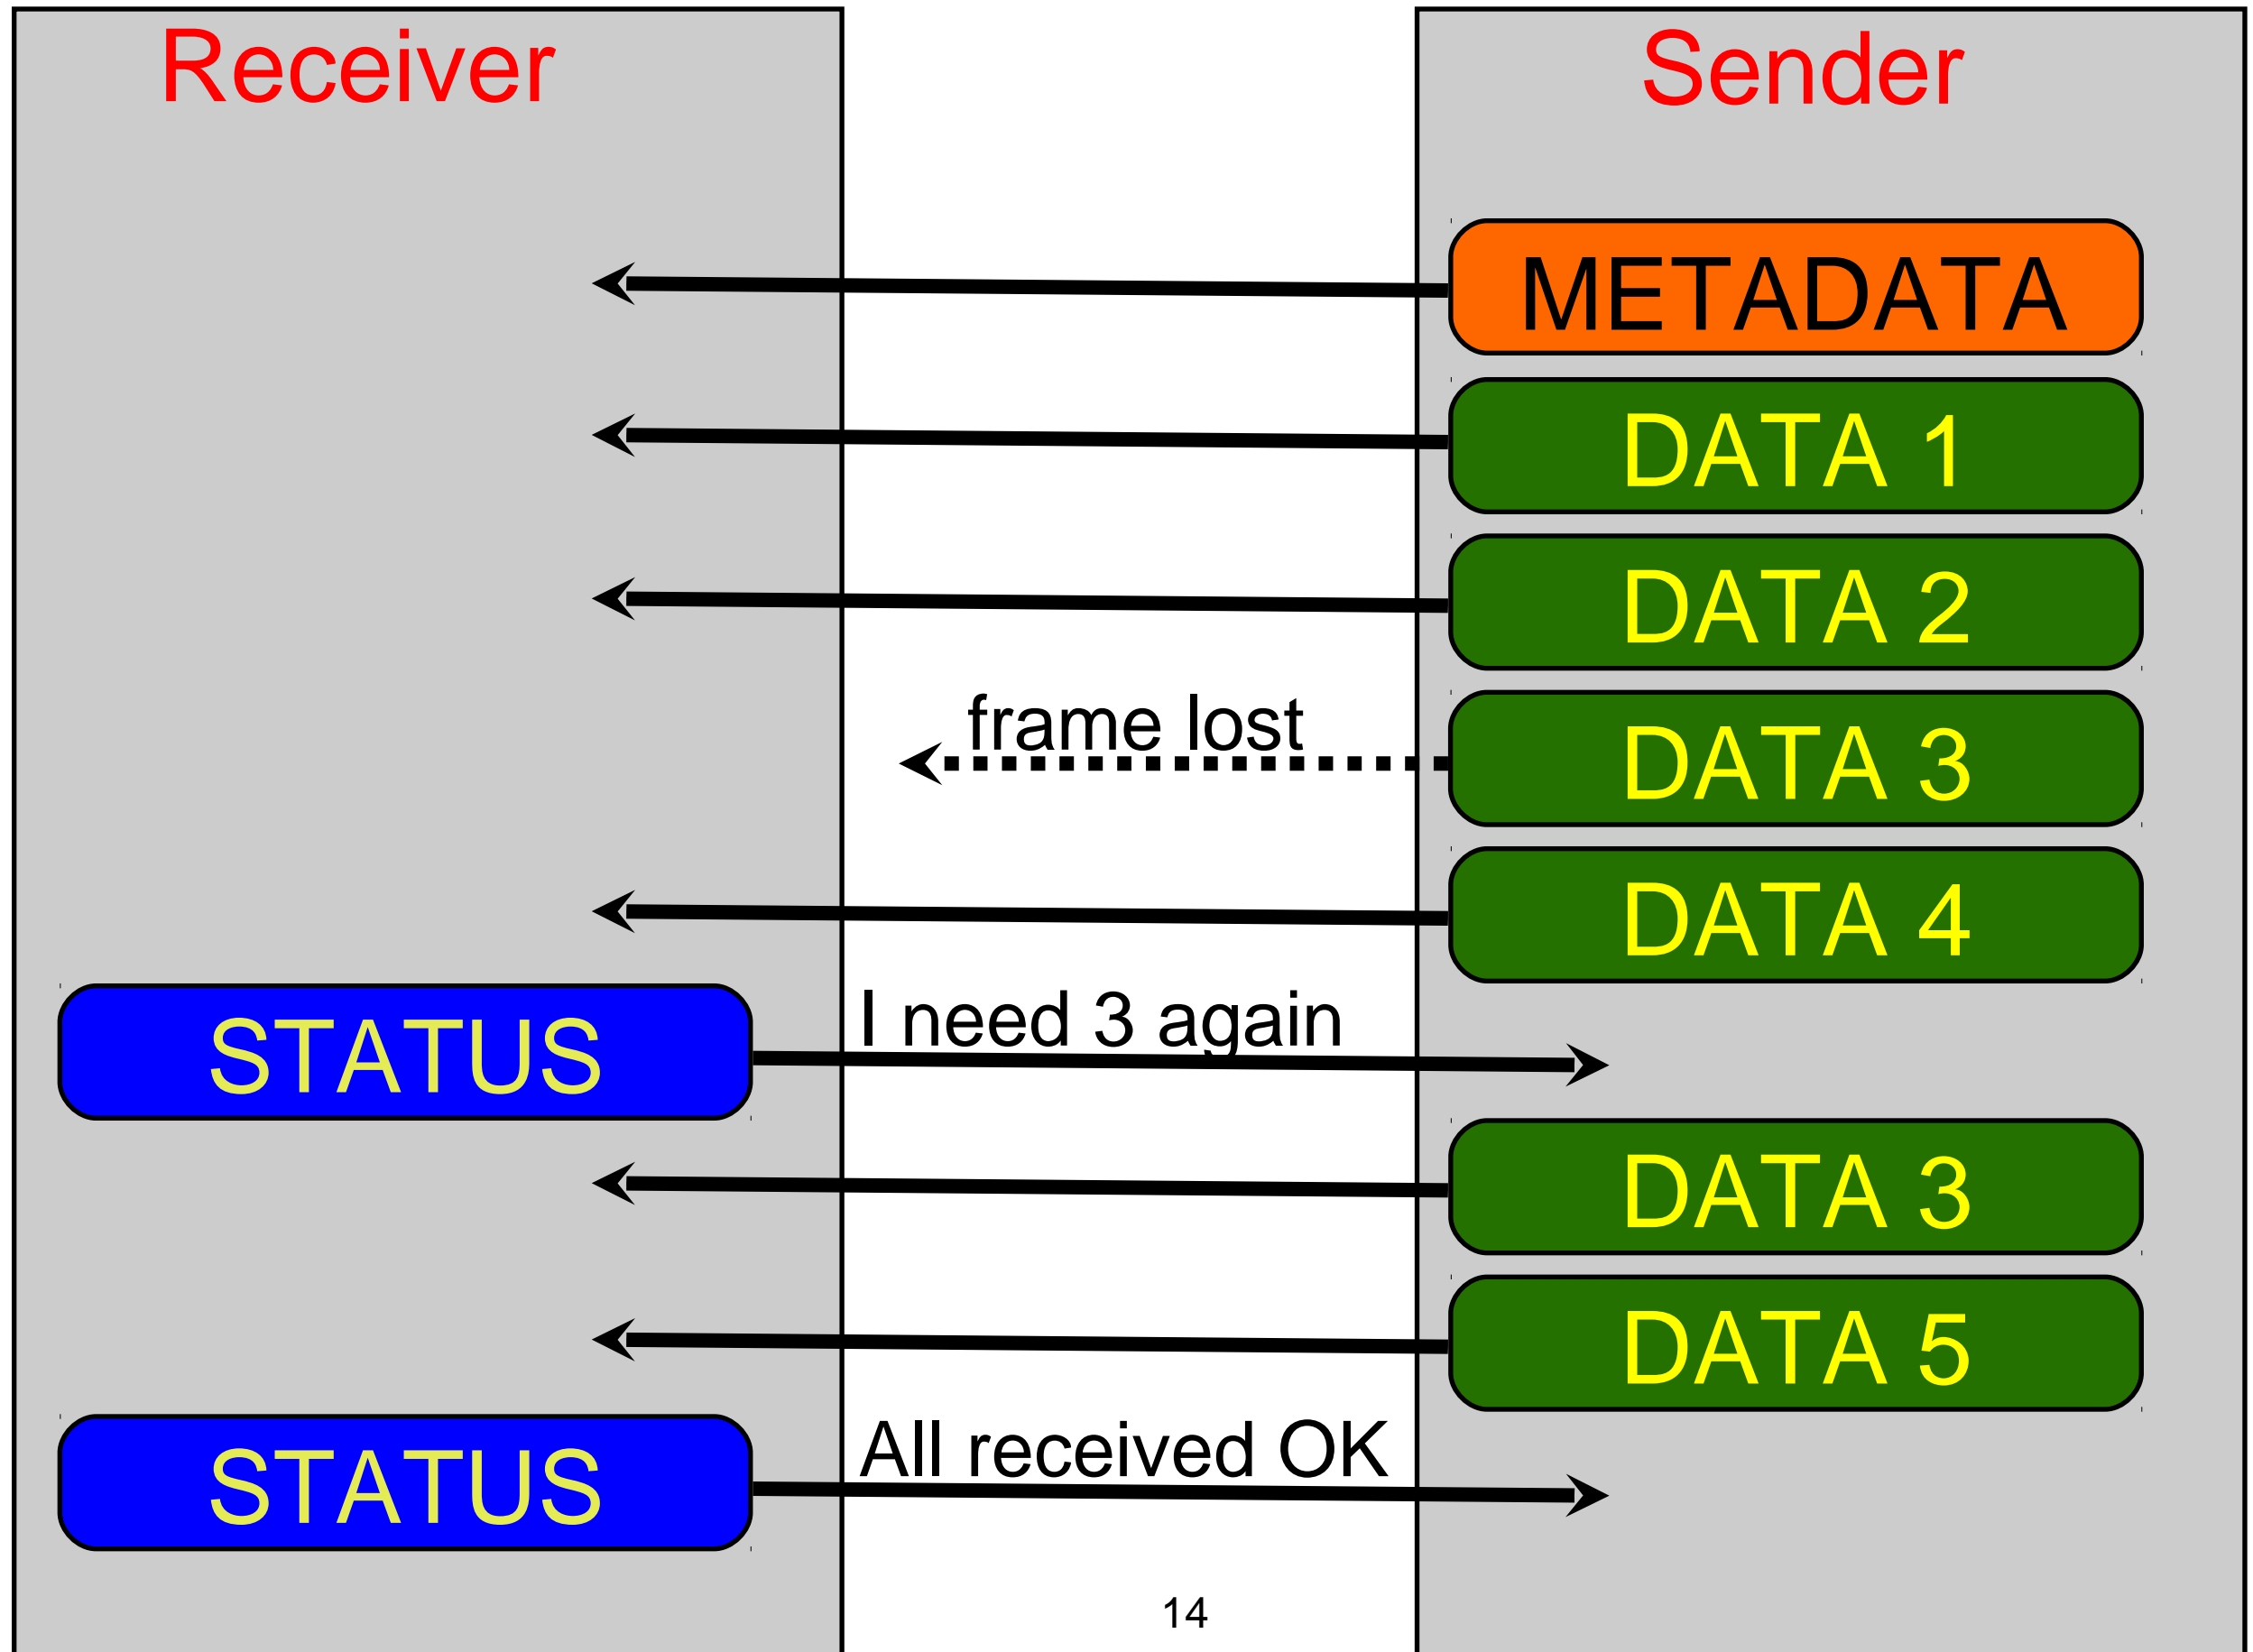 Receiver
Sender
METADATA
DATA 1
DATA 2
frame lost
DATA 3
DATA 4
STATUS
I need 3 again
DATA 3
DATA 5
STATUS
All received OK
14